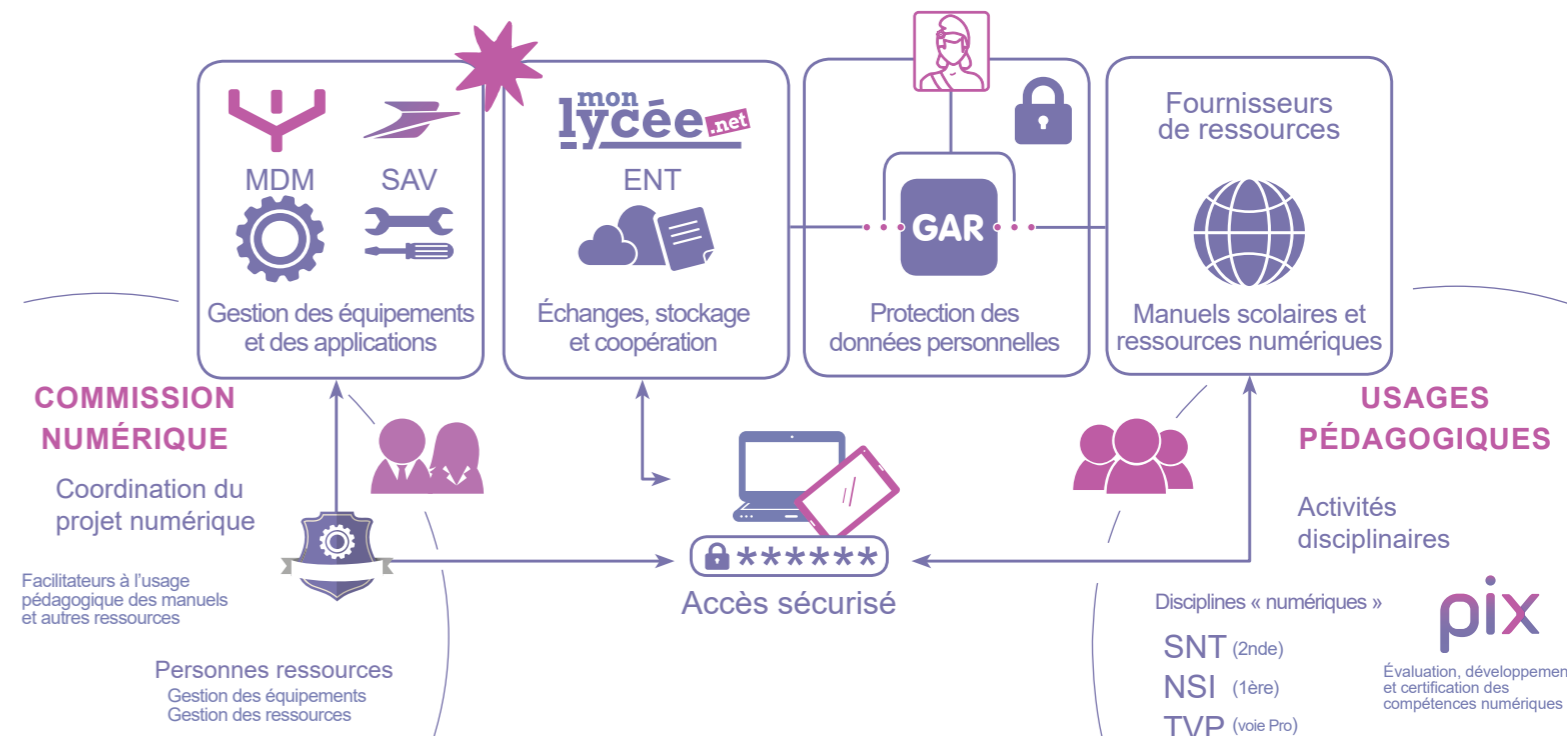 mon
lycée.net
MDM
SAV
ENT
GAR
Fournisseurs
de ressources
Gestion des équipements
et des applications
Échanges, stockage
et coopération
Protection des
données personnelles
Manuels scolaires et
ressources numériques
COMMISSION
NUMÉRIQUE
Coordination du
projet numérique
Facilitateurs à l'usage
pédagogique des manuels
et autres ressources
Personnes ressources
Gestion des équipements
Gestion des ressources
******
Accès sécurisé
USAGES
PÉDAGOGIQUES
Activités
disciplinaires
Disciplines « numériques »
SNT (2nde)
NSI (1ère)
TVP (voie Pro)
pix
Évaluation, développemen
et certification des
compétences numériques